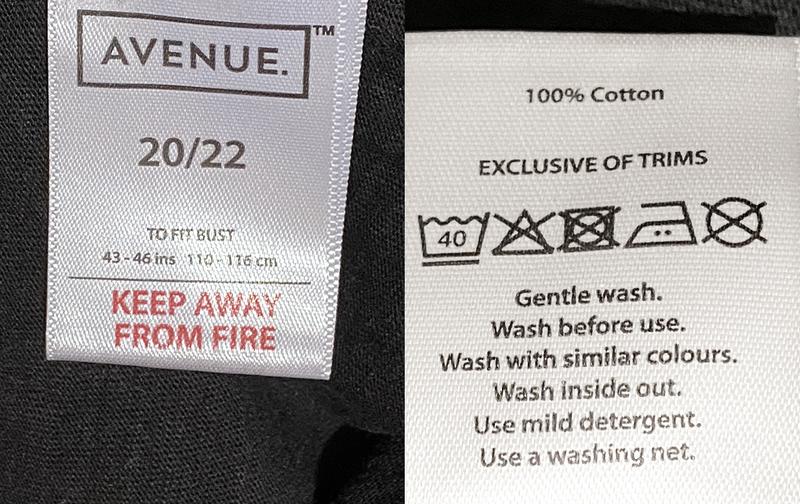 AVENUE.™
20/22
TO FIT BUST
43-46 ins 110-116 cm
KEEP AWAY
FROM FIRE
100% Cotton
EXCLUSIVE OF TRIMS
40
Gentle wash.
Wash before use.
Wash with similar colours.
Wash inside out.
Use mild detergent.
Use a washing net.